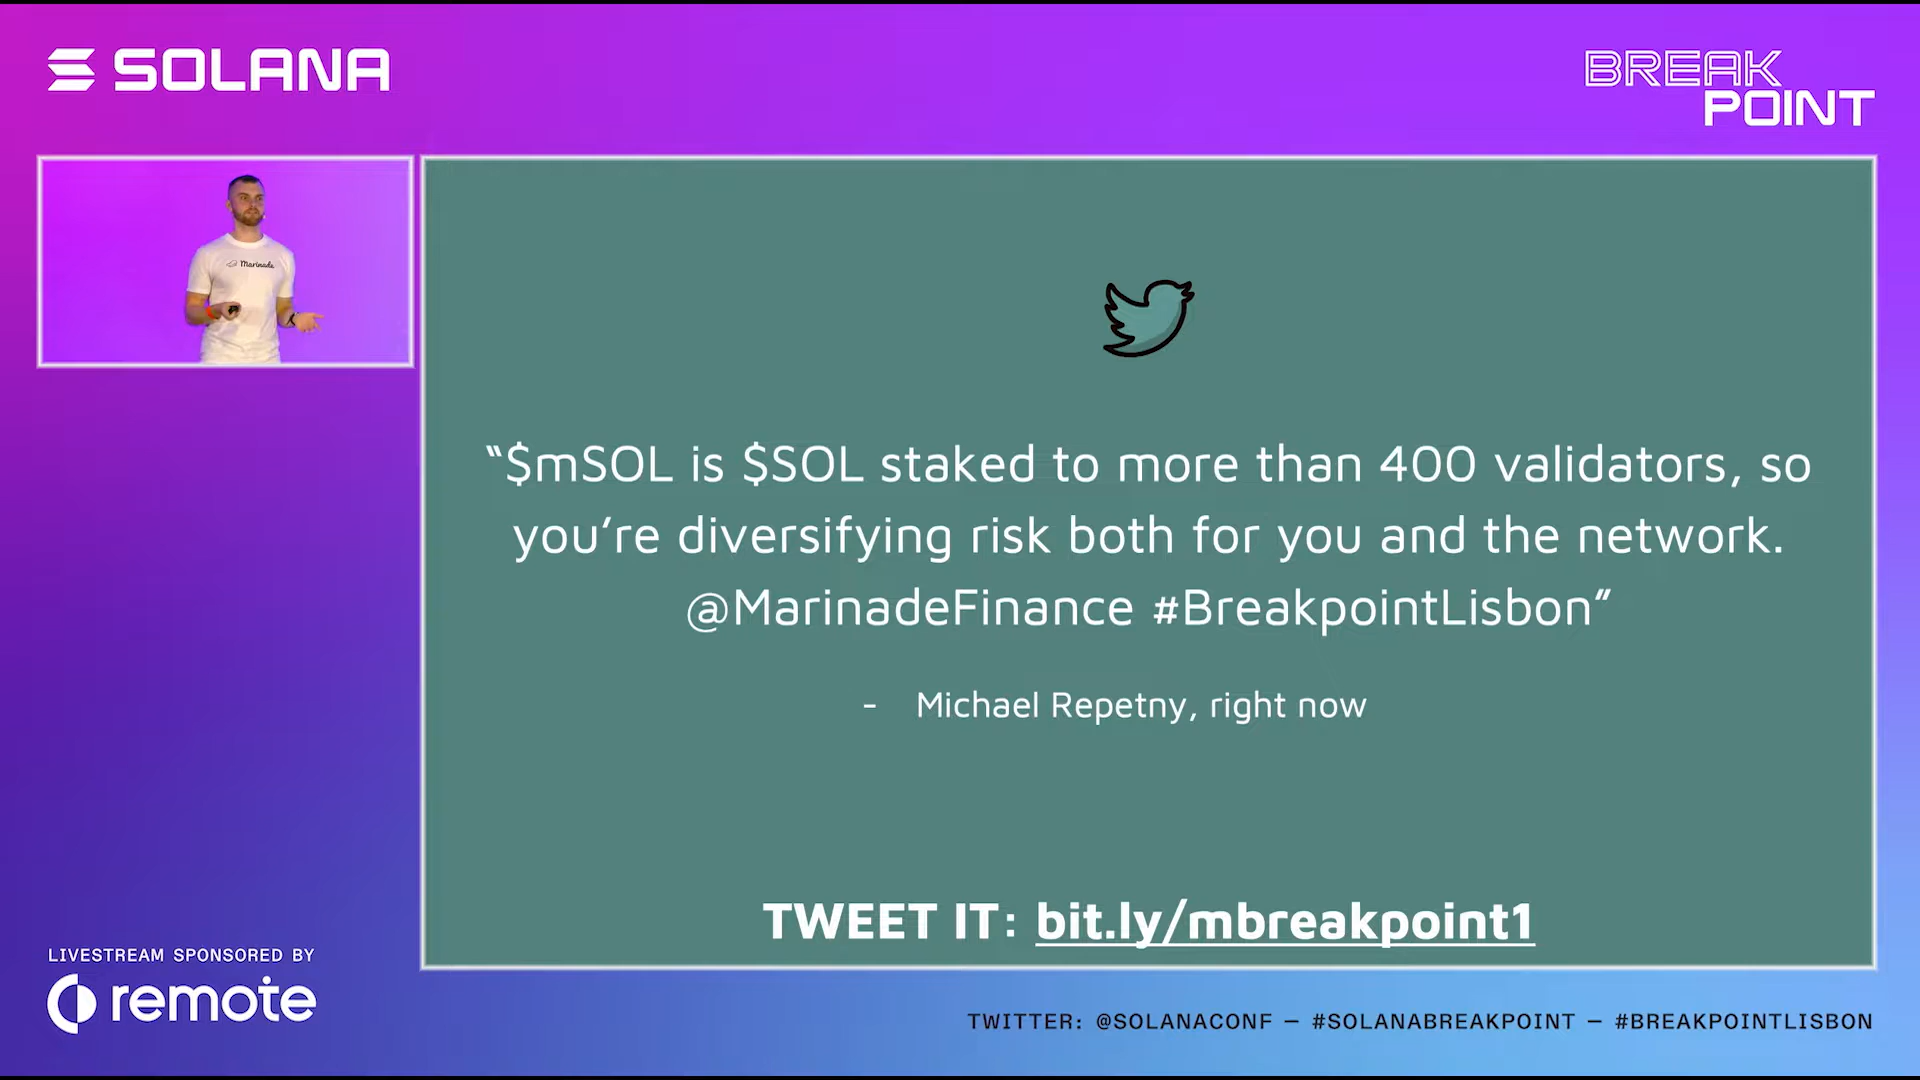 SOLANA
BREAK
POINT
Marinade
“$mSOL is $SOL staked to more than 400 validators, so
you’re diversifying risk both for you and the network.
@MarinadeFinance #BreakpointLisbon”
- Michael Repetny, right now
TWEET IT: bit.ly/mbreakpoint1
LIVESTREAM SPONSORED BY
remote
TWITTER: @SOLANACONF – #SOLANABREAKPOINT – #BREAKPOINTLISBON